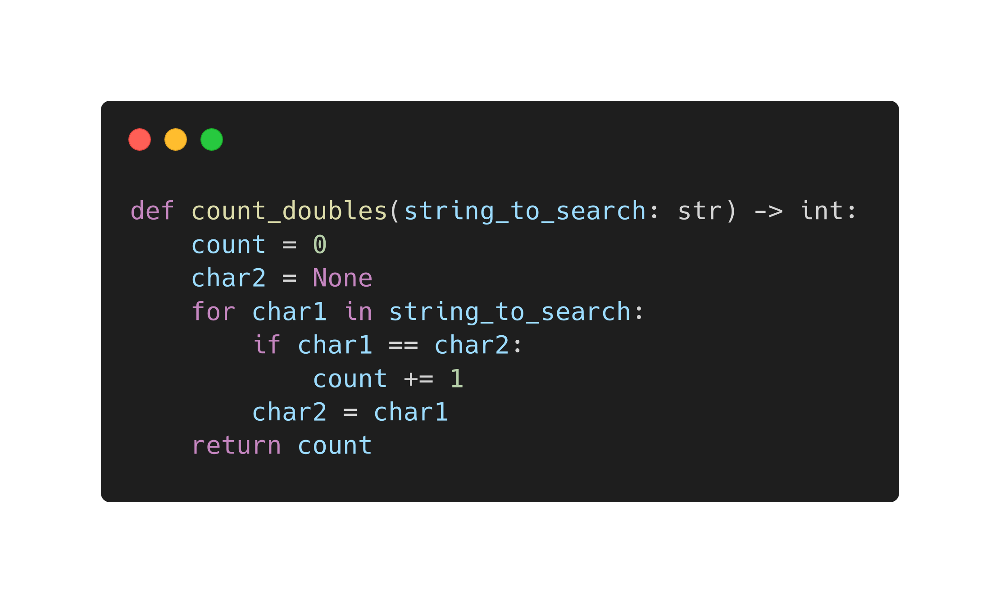 def count_doubles(string_to_search: str) -> int:
    count = 0
    char2 = None
    for char1 in string_to_search:
        if char1 == char2:
            count += 1
        char2 = char1
    return count